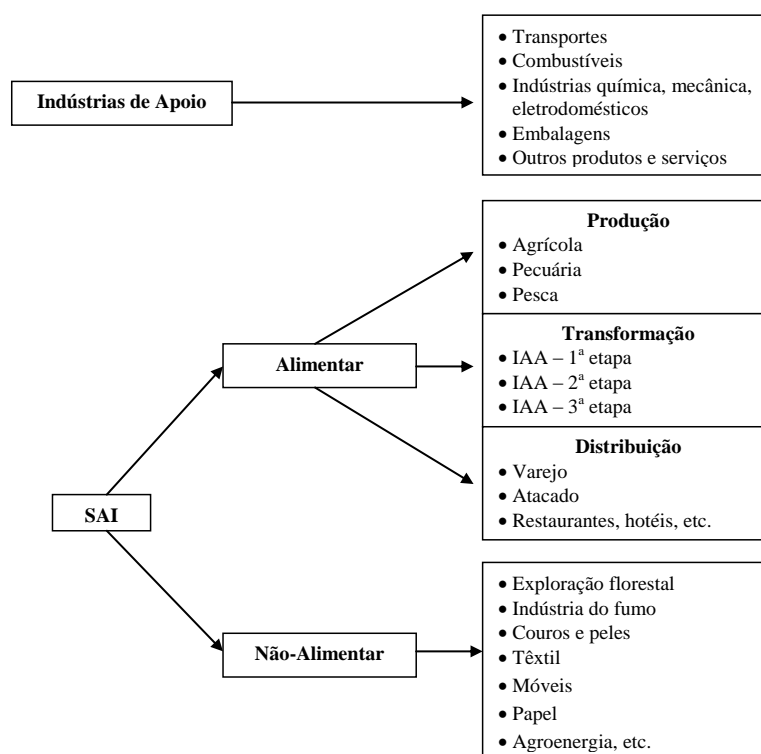 Indústrias de Apoio
• Transportes
• Combustíveis
• Indústrias química, mecânica,
eletrodomésticos
• Embalagens
• Outros produtos e serviços
SAI
Alimentar
Produção
• Agrícola
• Pecuária
• Pesca
Transformação
• IAA – 1ª etapa
• IAA – 2ª etapa
• IAA – 3ª etapa
Distribuição
• Varejo
• Atacado
• Restaurantes, hotéis, etc.
Não-Alimentar
• Exploração florestal
• Indústria do fumo
• Couros e peles
• Têxtil
• Móveis
• Papel
• Agroenergia, etc.